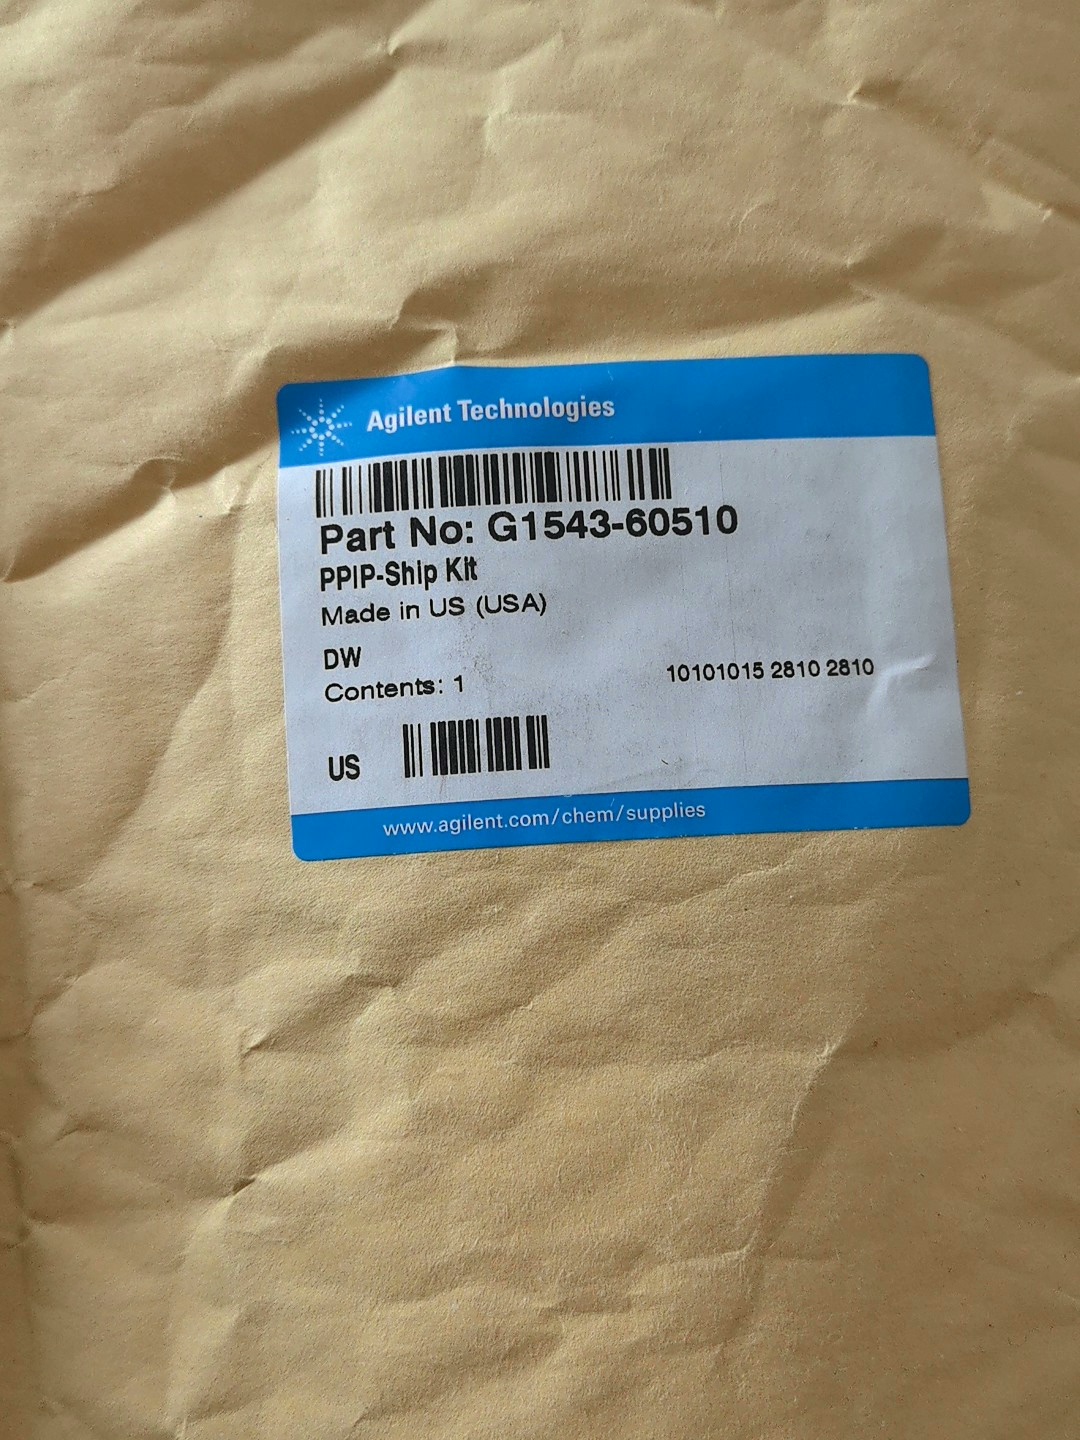 Agilent Technologies
Part No: G1543-60510
PPIP-Ship Kit
Made in US (USA)
DW
Contents: 1
10101015 2810 2810
US
www.agilent.com/chem/supplies